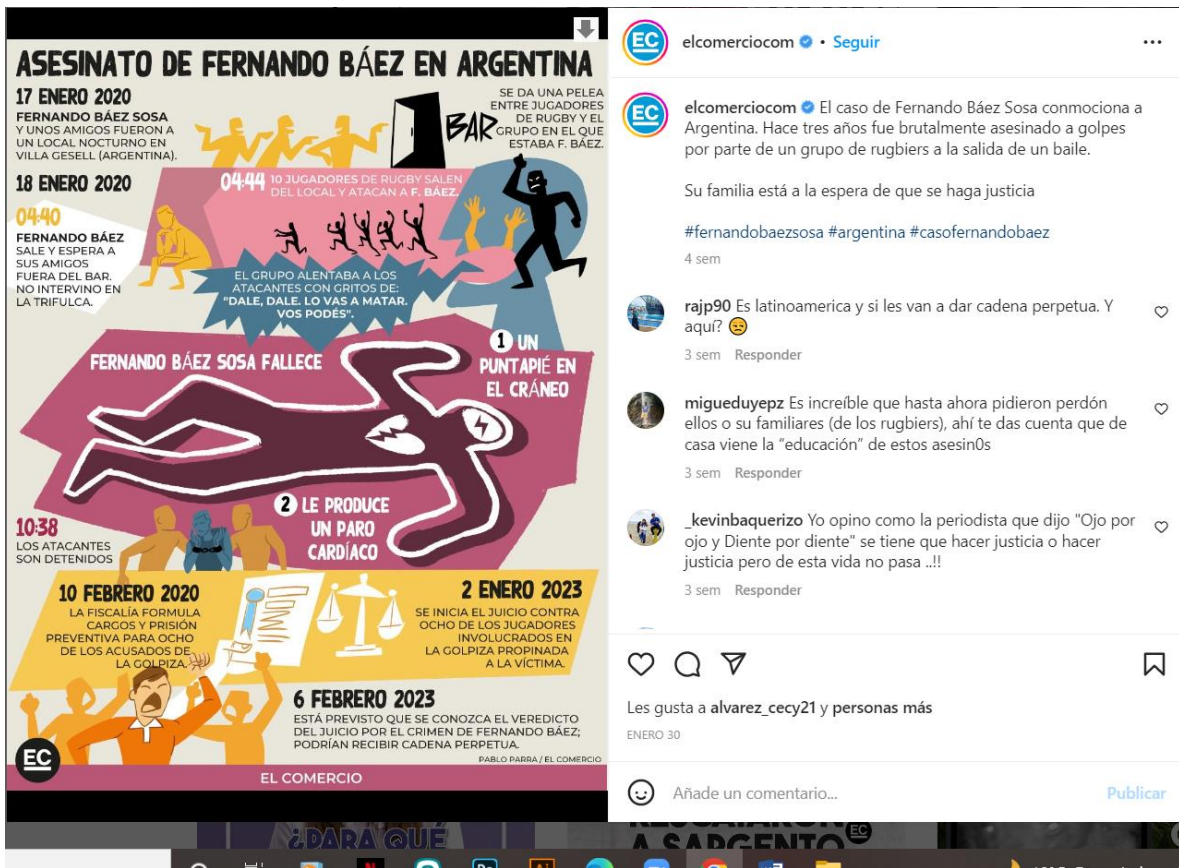 ASESINATO DE FERNANDO BÁEZ EN ARGENTINA
17 ENERO 2020
FERNANDO BÁEZ SOSA
Y UNOS AMIGOS FUERON A
UN LOCAL NOCTURNO EN
VILLA GESELL (ARGENTINA).
BAR
SE DA UNA PELEA
ENTRE JUGADORES
DE RUGBY Y EL
GRUPO EN EL QUE
ESTABA F. BÁEZ.
18 ENERO 2020
04:40
FERNANDO BÁEZ
SALE Y ESPERA A
SUS AMIGOS
FUERA DEL BAR.
NO INTERVINO EN
LA TRIFULCA.
04:44 10 JUGADORES DE RUGBY SALEN
DEL LOCAL Y ATACAN A F. BÁEZ.
EL GRUPO ALENTABA A LOS
ATACANTES CON GRITOS DE:
"DALE, DALE. LO VAS A MATAR.
VOS PODÉS".
FERNANDO BÁEZ SOSA FALLECE
1 UN
PUNTAPIÉ EN
EL CRÁNEO
2 LE PRODUCE
UN PARO
CARDÍACO
10:38
LOS ATACANTES
SON DETENIDOS
10 FEBRERO 2020
LA FISCALÍA FORMULA
CARGOS Y PRISIÓN
PREVENTIVA PARA OCHO
DE LOS ACUSADOS DE
LA GOLPIZA.
2 ENERO 2023
SE INICIA EL JUICIO CONTRA
OCHO DE LOS JUGADORES
INVOLUCRADOS EN
LA GOLPIZA PROPINADA
A LA VÍCTIMA.
6 FEBRERO 2023
ESTÁ PREVISTO QUE SE CONOZCA EL VEREDICTO
DEL JUICIO POR EL CRIMEN DE FERNANDO BÁEZ;
PODRÍAN RECIBIR CADENA PERPETUA.
PABLO PARRA / EL COMERCIO
EC
EL COMERCIO
EC
elcomerciocom • Seguir
EC
elcomerciocom El caso de Fernando Báez Sosa conmociona a
Argentina. Hace tres años fue brutalmente asesinado a golpes
por parte de un grupo de rugbiers a la salida de un baile.
Su familia está a la espera de que se haga justicia
#fernandobaezsosa #argentina #casofernandobaez
4 sem
rajp90 Es latinoamerica y si les van a dar cadena perpetua. Y
aquí? 😒
3 sem Responder
migueduyepz Es increíble que hasta ahora pidieron perdón
ellos o su familiares (de los rugbiers), ahí te das cuenta que de
casa viene la "educación" de estos asesin0s
3 sem Responder
_kevinbaquerizo Yo opino como la periodista que dijo "Ojo por
ojo y Diente por diente" se tiene que hacer justicia o hacer
justicia pero de esta vida no pasa ..!!
3 sem Responder
Les gusta a alvarez_cecy21 y personas más
ENERO 30
Añade un comentario...
Publicar
¿PARA QUÉ
A SARGENTO
EC